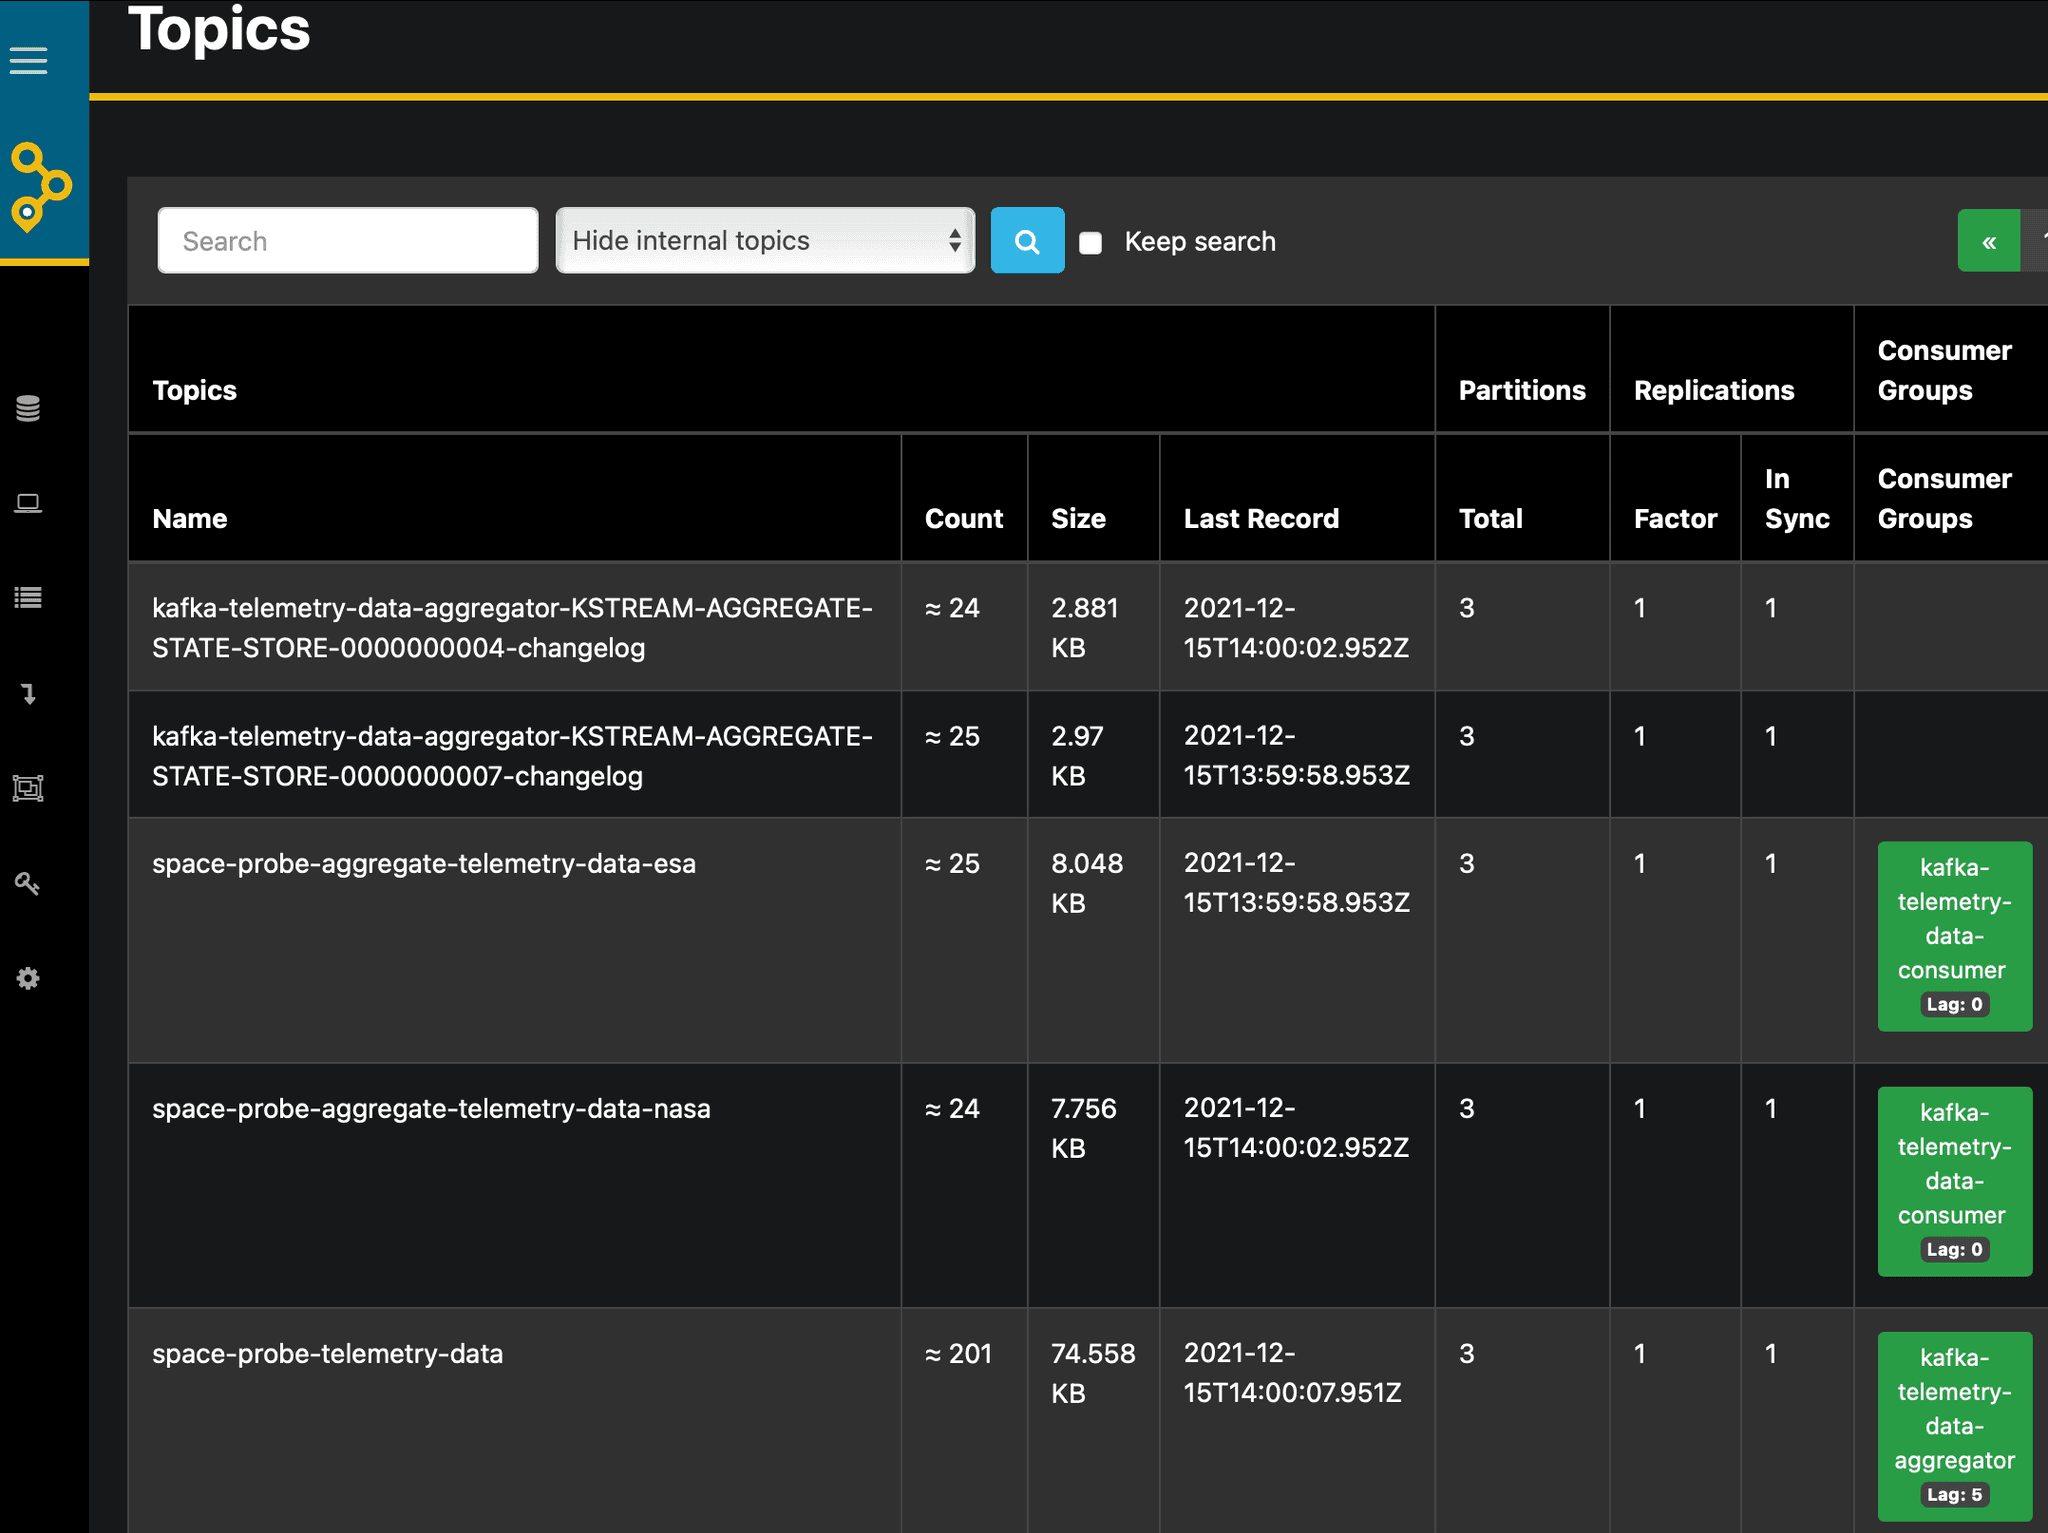 Topics
Search
Hide internal topics
Keep search
«
Topics
Partitions
Replications
Consumer
Groups
Name
Count
Size
Last Record
Total
Factor
In
Sync
Consumer
Groups
kafka-telemetry-data-aggregator-KSTREAM-AGGREGATE-
STATE-STORE-0000000004-changelog
≈ 24
2.881
KB
2021-12-
15T14:00:02.952Z
3
1
1
kafka-telemetry-data-aggregator-KSTREAM-AGGREGATE-
STATE-STORE-0000000007-changelog
≈ 25
2.97
KB
2021-12-
15T13:59:58.953Z
3
1
1
space-probe-aggregate-telemetry-data-esa
≈ 25
8.048
KB
2021-12-
15T13:59:58.953Z
3
1
1
kafka-
telemetry-
data-
consumer
Lag: 0
space-probe-aggregate-telemetry-data-nasa
≈ 24
7.756
KB
2021-12-
15T14:00:02.952Z
3
1
1
kafka-
telemetry-
data-
consumer
Lag: 0
space-probe-telemetry-data
≈ 201
74.558
KB
2021-12-
15T14:00:07.951Z
3
1
1
kafka-
telemetry-
data-
aggregator
Lag: 5